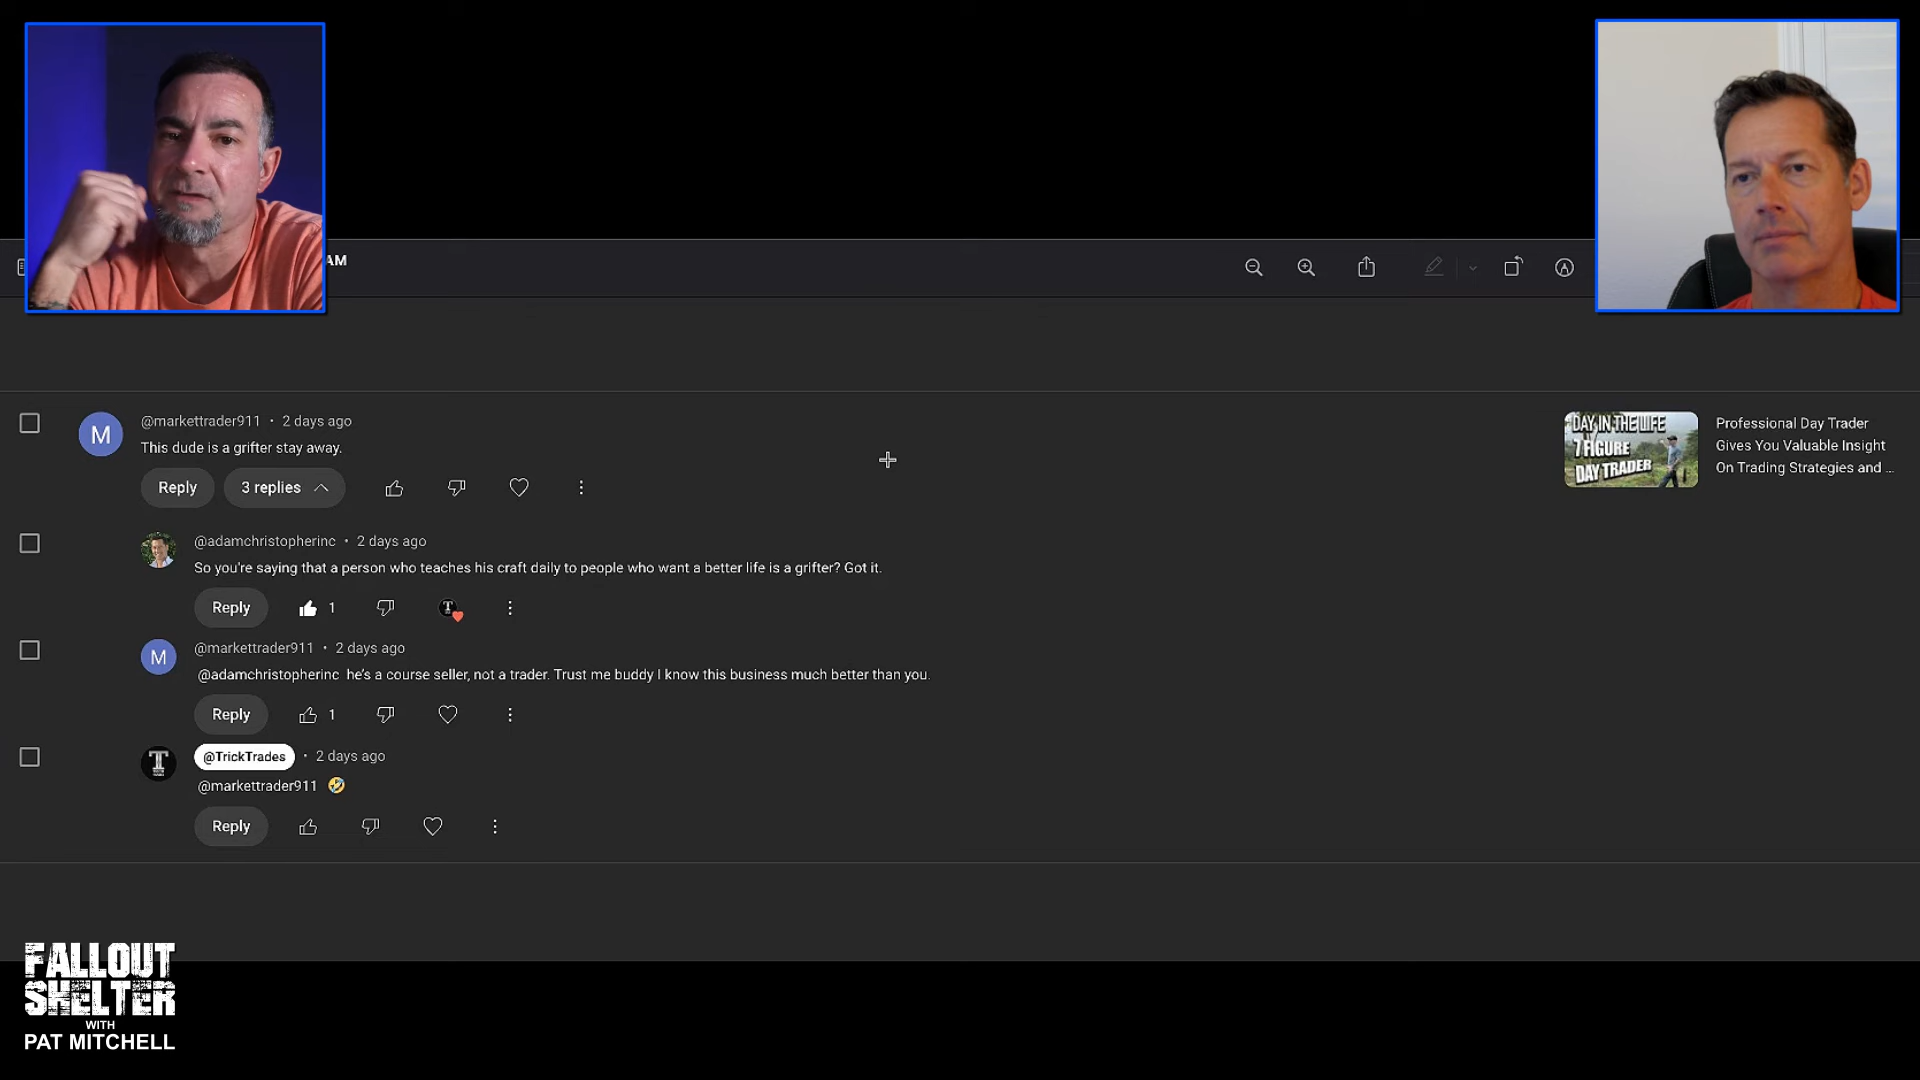 AM
M
@markettrader911 • 2 days ago
This dude is a grifter stay away.
Reply
3 replies
DAY IN THE LIFE
7 FIGURE
DAY TRADER
Professional Day Trader
Gives You Valuable Insight
On Trading Strategies and ...
@adamchristopherinc • 2 days ago
So you're saying that a person who teaches his craft daily to people who want a better life is a grifter? Got it.
Reply
1
T
M
@markettrader911 • 2 days ago
@adamchristopherinc he's a course seller, not a trader. Trust me buddy I know this business much better than you.
Reply
1
T
@TrickTrades • 2 days ago
@markettrader911 🤣
Reply
FALLOUT
SHELTER
WITH
PAT MITCHELL